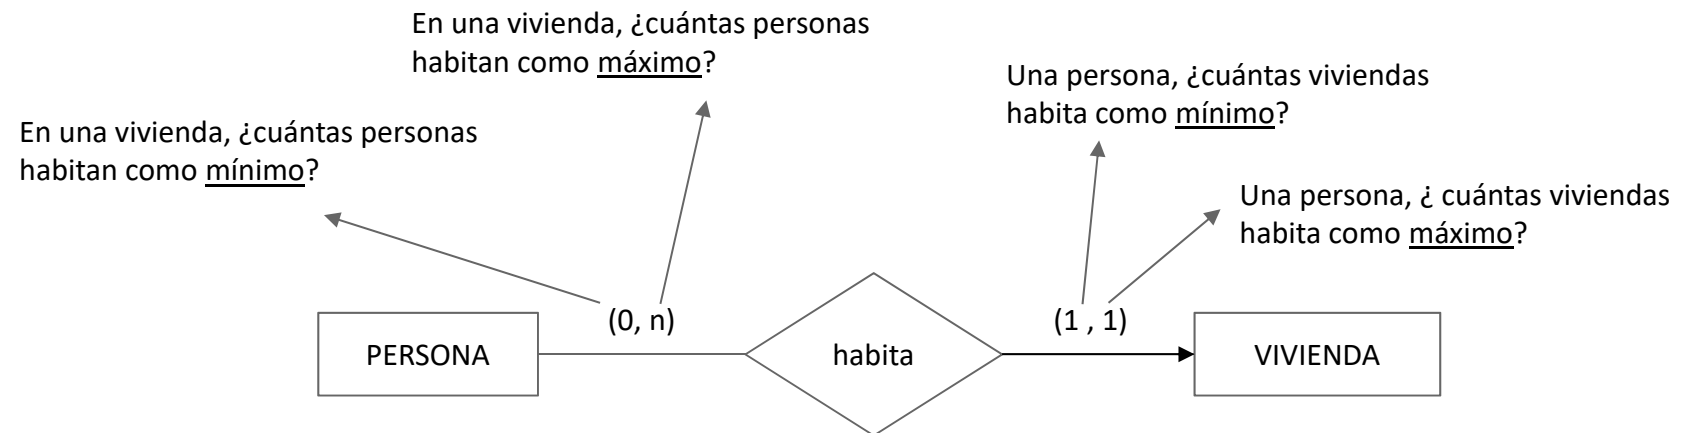 En una vivienda, ¿cuántas personas
habitan como máximo?
Una persona, ¿cuántas viviendas
habita como mínimo?
En una vivienda, ¿cuántas personas
habitan como mínimo?
Una persona, ¿ cuántas viviendas
habita como máximo?
(0, n)
(1 , 1)
PERSONA
habita
VIVIENDA